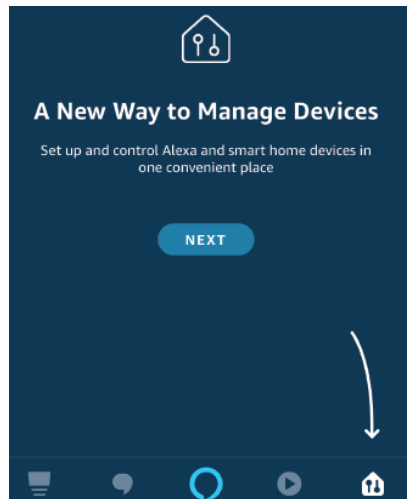 A New Way to Manage Devices
Set up and control Alexa and smart home devices in
one convenient place
NEXT